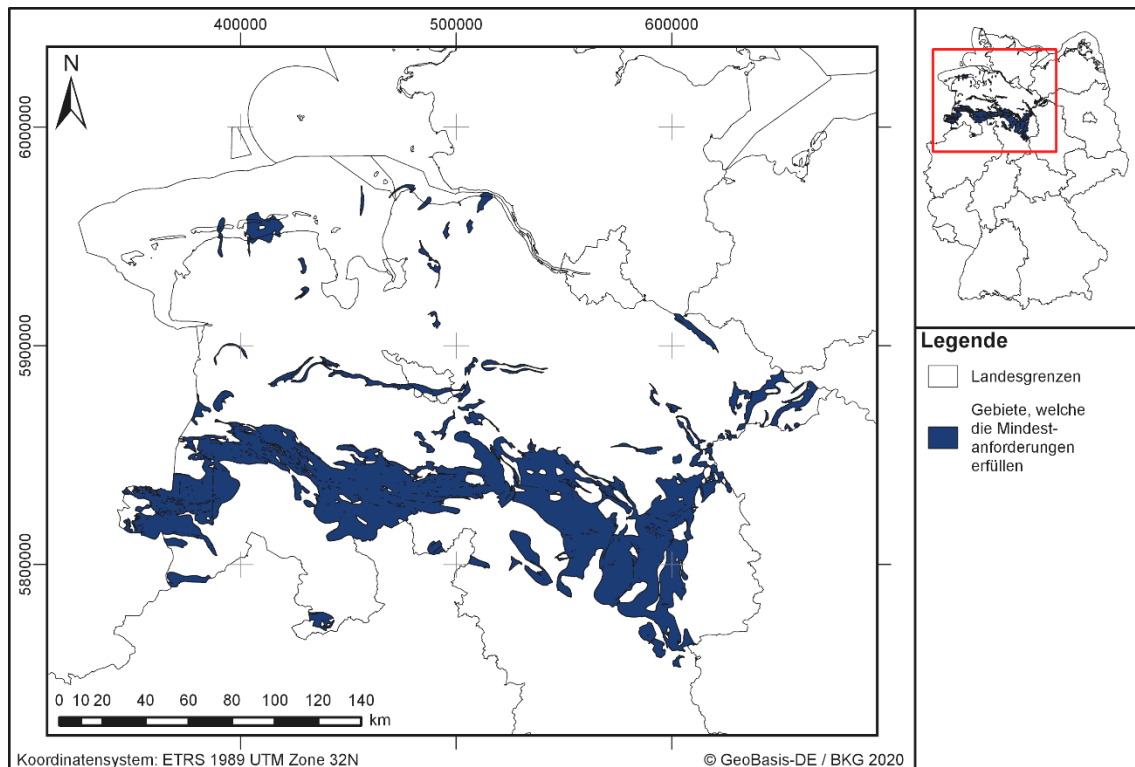 400000
500000
600000
N
6000000
5900000
5800000
0 10 20 40 60 80 100 120 140
km
Legende
Landesgrenzen
Gebiete, welche
die Mindest-
anforderungen
erfüllen
Koordinatensystem: ETRS 1989 UTM Zone 32N
© GeoBasis-DE / BKG 2020